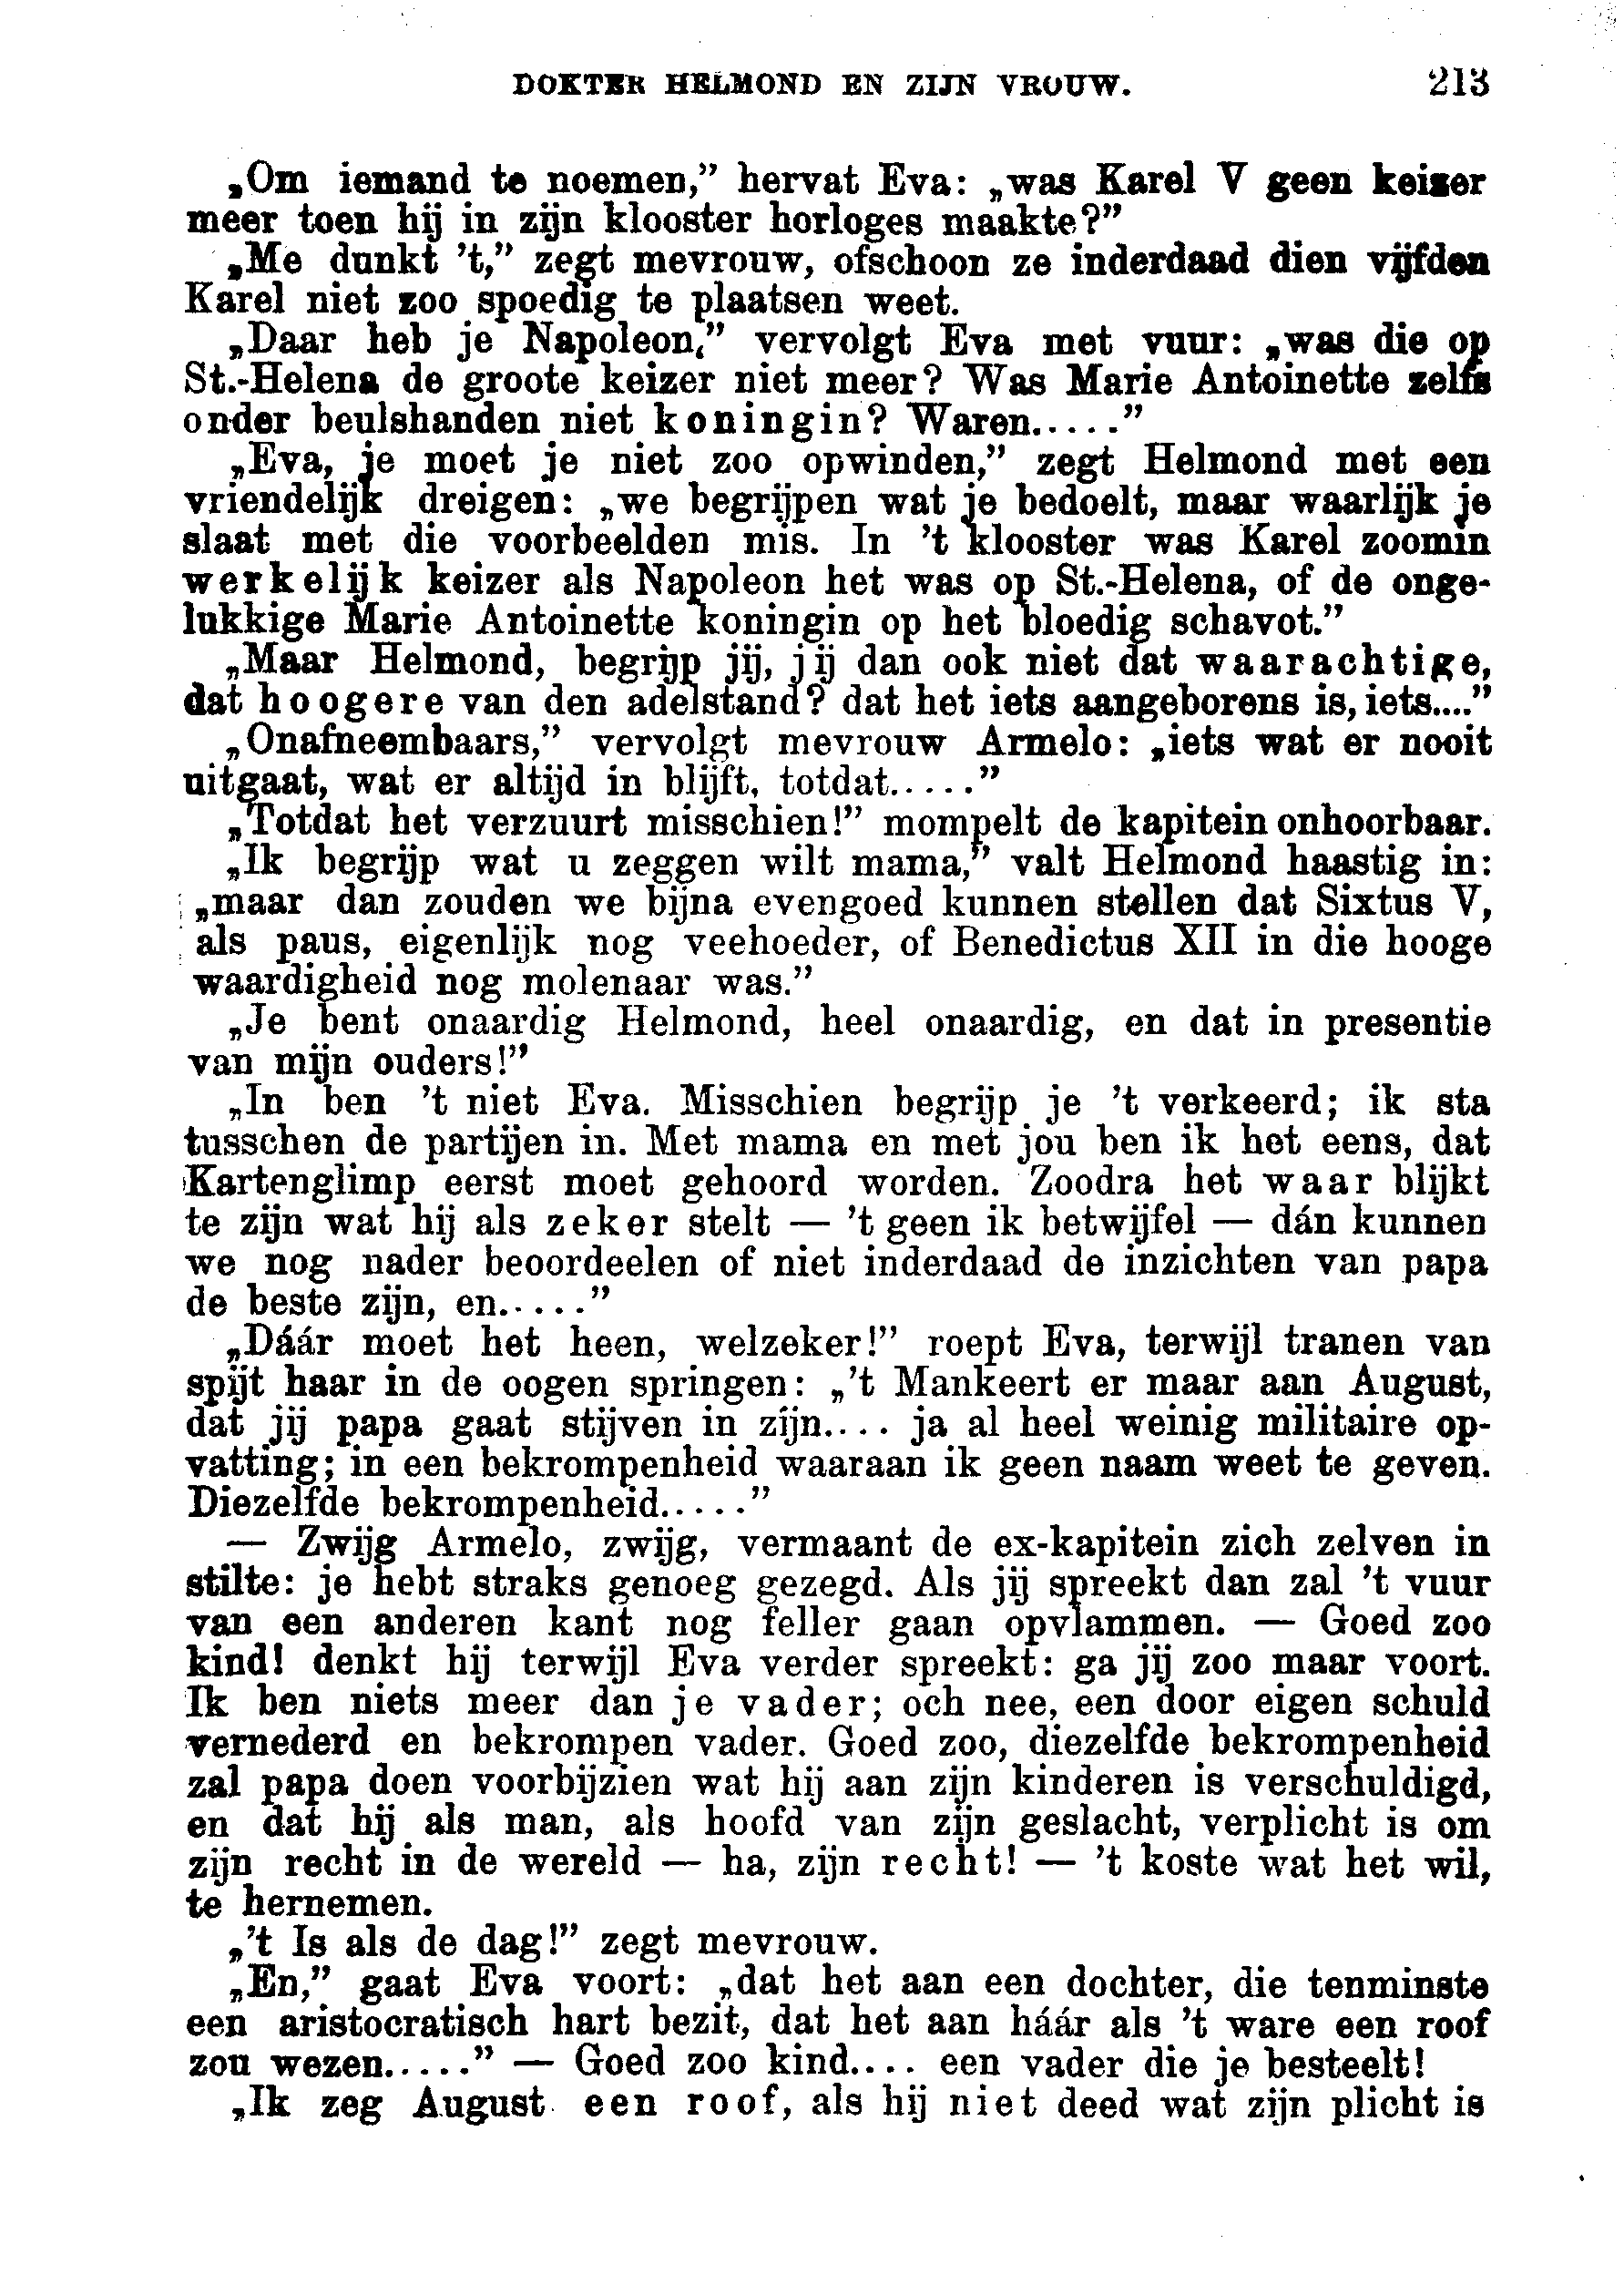 DOKTER HELMOND EN ZIJN VROUW. 213
„Om iemand te noemen,” hervat Eva: „was Karel V geen keizer
meer toen hij in zijn klooster horloges maakte?”
„Me dunkt ’t,” zegt mevrouw, ofschoon ze inderdaad dien vijfden
Karel niet zoo spoedig te plaatsen weet.
„Daar heb je Napoleon,” vervolgt Eva met vuur: „was die op
St.-Helena de groote keizer niet meer? Was Marie Antoinette zelfs
onder beulshanden niet koningin? Waren.....”
„Eva, je moet je niet zoo opwinden,” zegt Helmond met een
vriendelijk dreigen: „we begrijpen wat je bedoelt, maar waarlijk je
slaat met die voorbeelden mis. In ’t klooster was Karel zoomin
werkelijk keizer als Napoleon het was op St.-Helena, of de onge-
lukkige Marie Antoinette koningin op het bloedig schavot.”
„Maar Helmond, begrijp jij, jij dan ook niet dat waarachtige,
dat hoogere van den adelstand? dat het iets aangeborens is, iets....”
„Onafneembaars,” vervolgt mevrouw Armelo: „iets wat er nooit
uitgaat, wat er altijd in blijft, totdat.....”
„Totdat het verzuurt misschien!” mompelt de kapitein onhoorbaar.
„Ik begrijp wat u zeggen wilt mama,” valt Helmond haastig in:
„maar dan zouden we bijna evengoed kunnen stellen dat Sixtus V,
als paus, eigenlijk nog veehoeder, of Benedictus XII in die hooge
waardigheid nog molenaar was.”
„Je bent onaardig Helmond, heel onaardig, en dat in presentie
van mijn ouders!”
„In ben ’t niet Eva. Misschien begrijp je ’t verkeerd; ik sta
tusschen de partijen in. Met mama en met jou ben ik het eens, dat
Kartenglimp eerst moet gehoord worden. Zoodra het waar blijkt
te zijn wat hij als zeker stelt — ’t geen ik betwijfel — dán kunnen
we nog nader beoordeelen of niet inderdaad de inzichten van papa
de beste zijn, en.....”
„Dáár moet het heen, welzeker!” roept Eva, terwijl tranen van
spijt haar in de oogen springen: „’t Mankeert er maar aan August,
dat jij papa gaat stijven in zijn.... ja al heel weinig militaire op-
vatting; in een bekrompenheid waaraan ik geen naam weet te geven.
Diezelfde bekrompenheid.....”
— Zwijg Armelo, zwijg, vermaant de ex-kapitein zich zelven in
stilte: je hebt straks genoeg gezegd. Als jij spreekt dan zal ’t vuur
van een anderen kant nog feller gaan opvlammen. — Goed zoo
kind! denkt hij terwijl Eva verder spreekt: ga jij zoo maar voort.
Ik ben niets meer dan je vader; och nee, een door eigen schuld
vernederd en bekrompen vader. Goed zoo, diezelfde bekrompenheid
zal papa doen voorbijzien wat hij aan zijn kinderen is verschuldigd,
en dat hij als man, als hoofd van zijn geslacht, verplicht is om
zijn recht in de wereld — ha, zijn recht! — ’t koste wat het wil,
te hernemen.
„’t Is als de dag!” zegt mevrouw.
„En,” gaat Eva voort: „dat het aan een dochter, die tenminste
een aristocratisch hart bezit, dat het aan háár als ’t ware een roof
zou wezen.....” — Goed zoo kind.... een vader die je besteelt!
„Ik zeg August een roof, als hij niet deed wat zijn plicht is